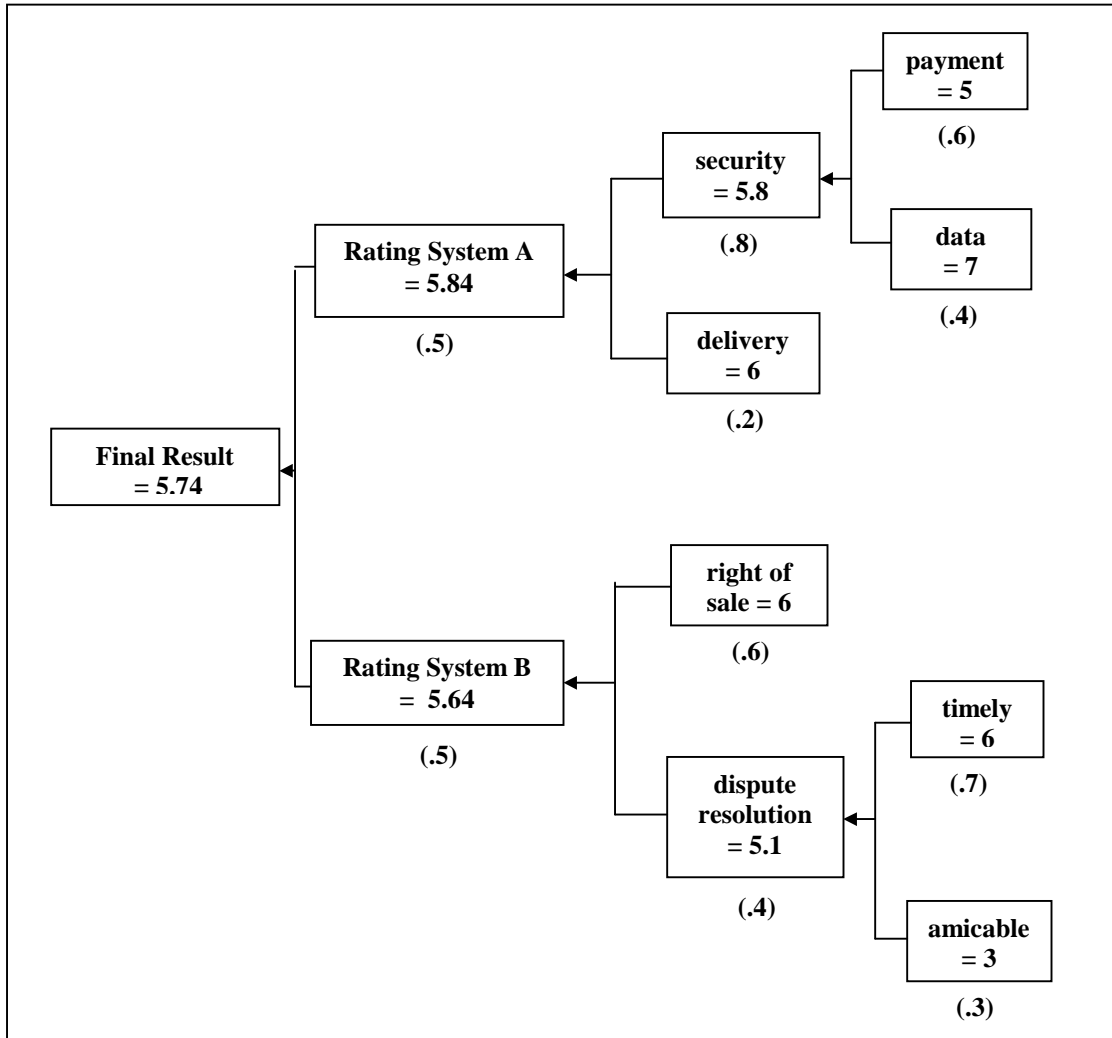 payment
= 5
(.6)
security
= 5.8
(.8)
data
= 7
(.4)
Rating System A
= 5.84
(.5)
delivery
= 6
(.2)
Final Result
= 5.74
right of
sale = 6
(.6)
Rating System B
= 5.64
(.5)
timely
= 6
(.7)
dispute
resolution
= 5.1
(.4)
amicable
= 3
(.3)